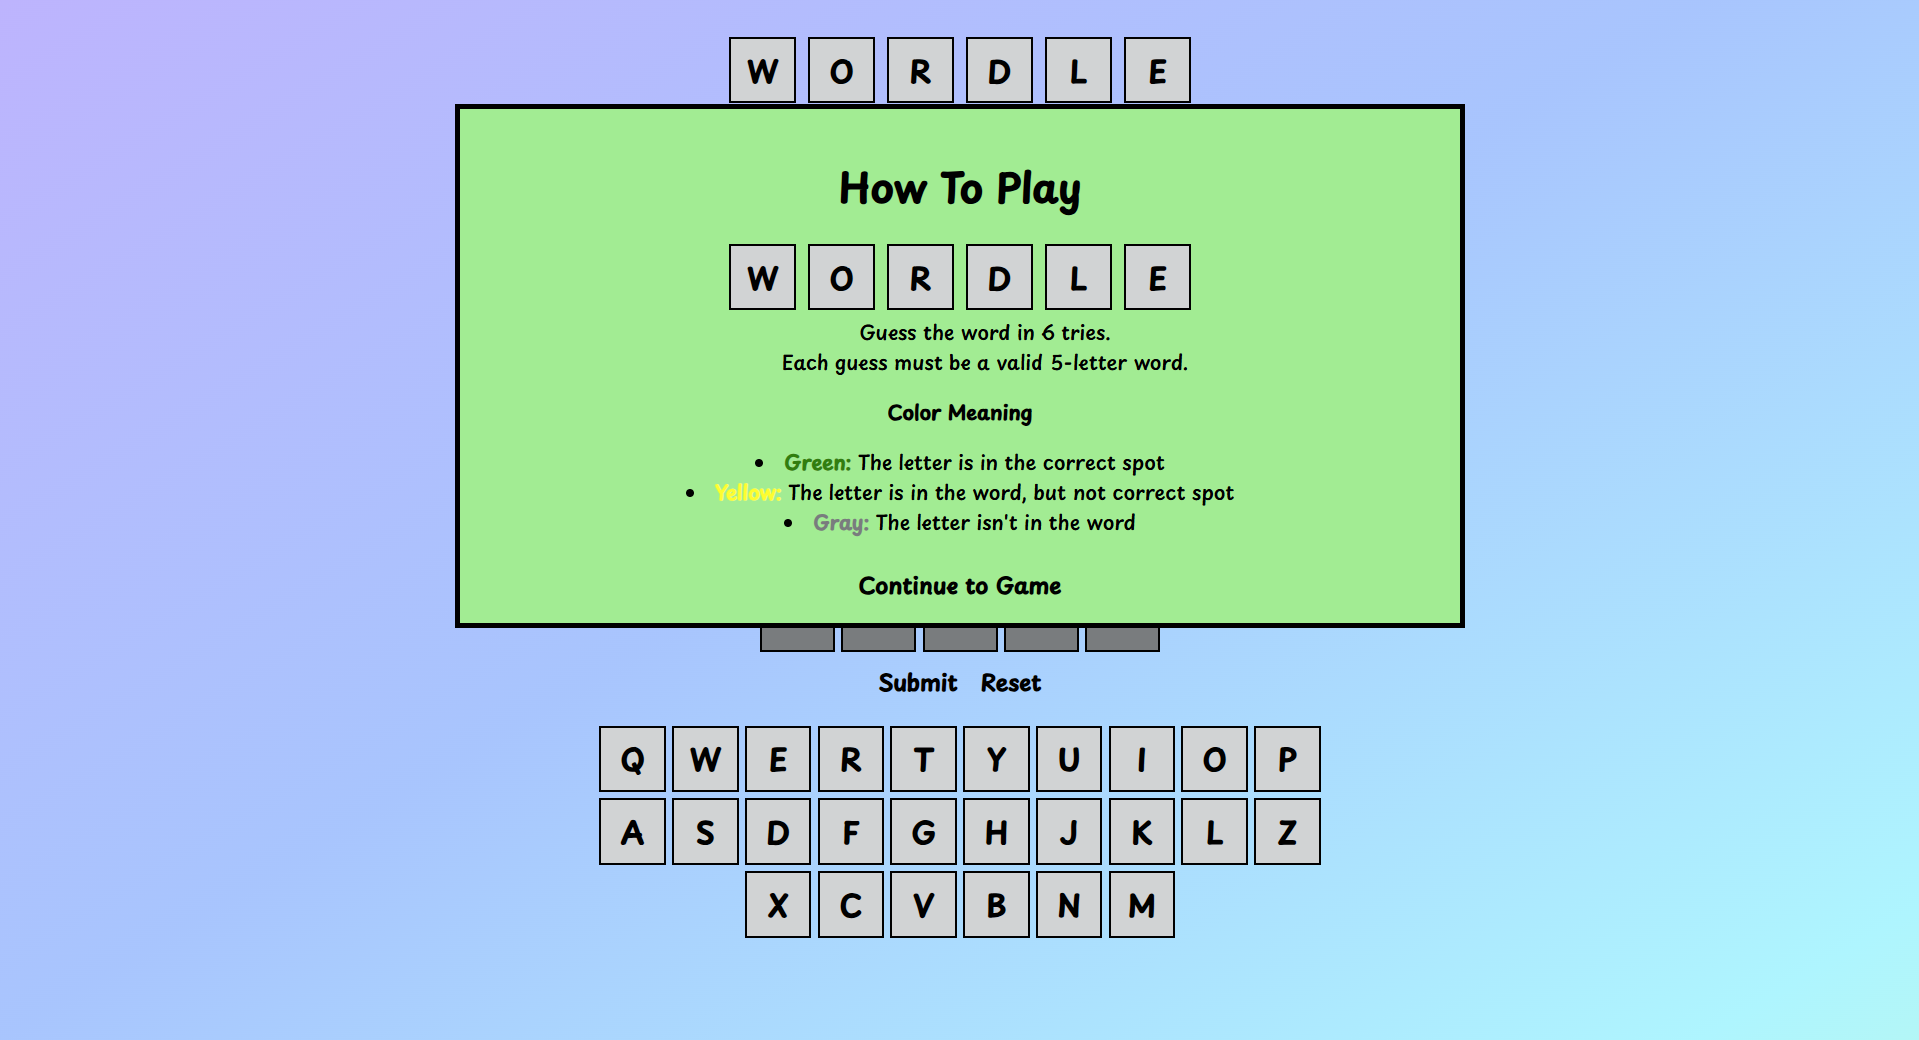 W O R D L E
How To Play
W O R D L E
Guess the word in 6 tries.
Each guess must be a valid 5-letter word.
Color Meaning
• Green: The letter is in the correct spot
• Yellow: The letter is in the word, but not correct spot
• Gray: The letter isn't in the word
Continue to Game
Submit Reset
Q W E R T Y U I O P
A S D F G H J K L Z
X C V B N M